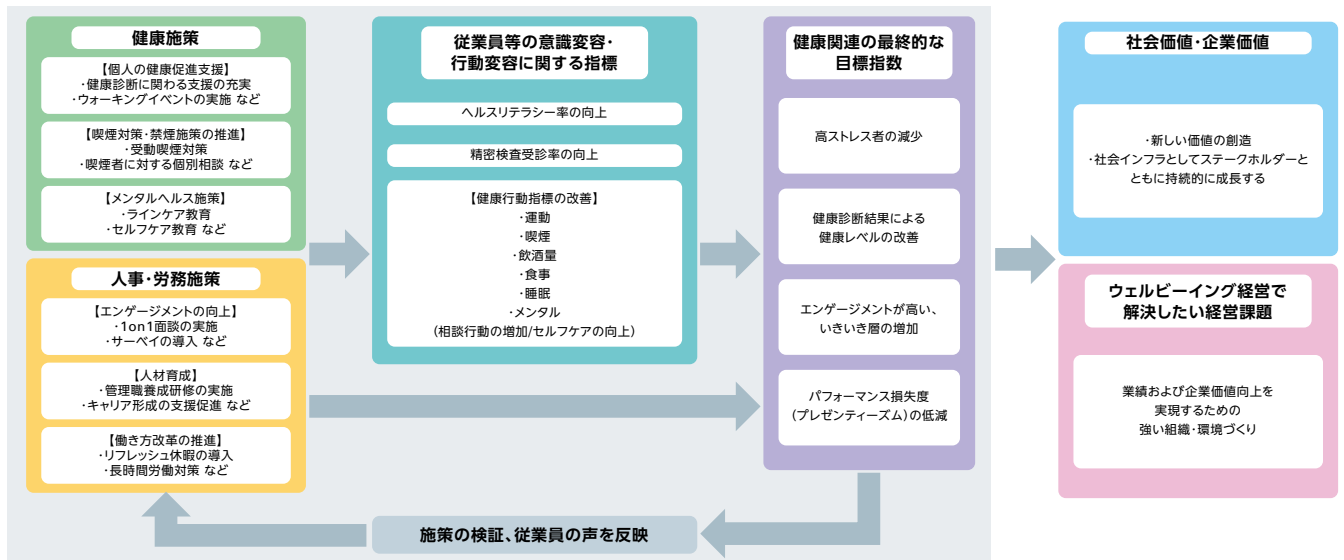 健康施策
【個人の健康促進支援】
・健康診断に関わる支援の充実
・ウォーキングイベントの実施 など
【喫煙対策・禁煙施策の推進】
・受動喫煙対策
・喫煙者に対する個別相談 など
【メンタルヘルス施策】
・ラインケア教育
・セルフケア教育 など
人事・労務施策
【エンゲージメントの向上】
・1on1面談の実施
・サーベイの導入 など
【人材育成】
・管理職養成研修の実施
・キャリア形成の支援促進 など
【働き方改革の推進】
・リフレッシュ休暇の導入
・長時間労働対策 など
従業員等の意識変容・
行動変容に関する指標
ヘルスリテラシー率の向上
精密検査受診率の向上
【健康行動指標の改善】
・運動
・喫煙
・飲酒量
・食事
・睡眠
・メンタル
(相談行動の増加/セルフケアの向上)
健康関連の最終的な
目標指数
高ストレス者の減少
健康診断結果による
健康レベルの改善
エンゲージメントが高い、
いきいき層の増加
パフォーマンス損失度
(プレゼンティーズム)の低減
施策の検証、従業員の声を反映
社会価値・企業価値
・新しい価値の創造
・社会インフラとしてステークホルダーと
ともに持続的に成長する
ウェルビーイング経営で
解決したい経営課題
業績および企業価値向上を
実現するための
強い組織・環境づくり